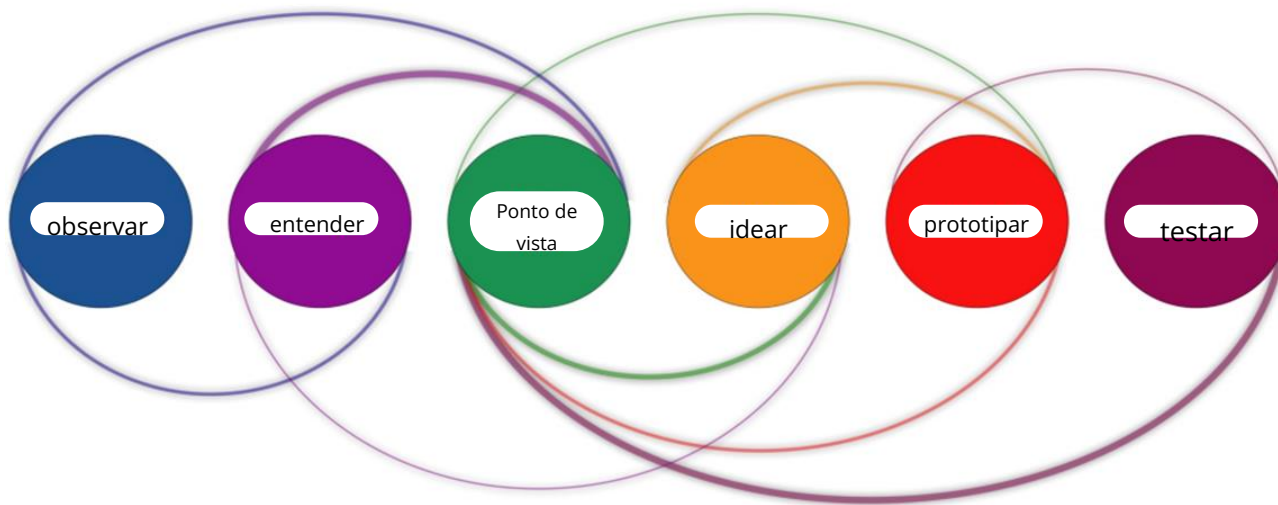 observar
entender
Ponto de
vista
idear
prototipar
testar